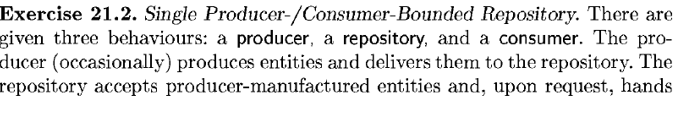 Exercise 21.2. Single Producer-/Consumer-Bounded Repository. There are
given three behaviours: a producer, a repository, and a consumer. The pro-
ducer (occasionally) produces entities and delivers them to the repository. The
repository accepts producer-manufactured entities and, upon request, hands